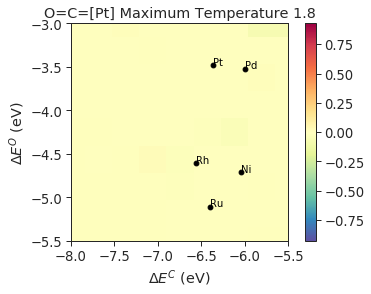 O=C=[Pt] Maximum Temperature 1.8
−3.0
−3.5
−4.0
−4.5
−5.0
−5.5
ΔE^O (eV)
Pt
Pd
Rh
Ni
Ru
−8.0 −7.5 −7.0 −6.5 −6.0 −5.5
ΔE^C (eV)
0.75
0.50
0.25
0.00
−0.25
−0.50
−0.75